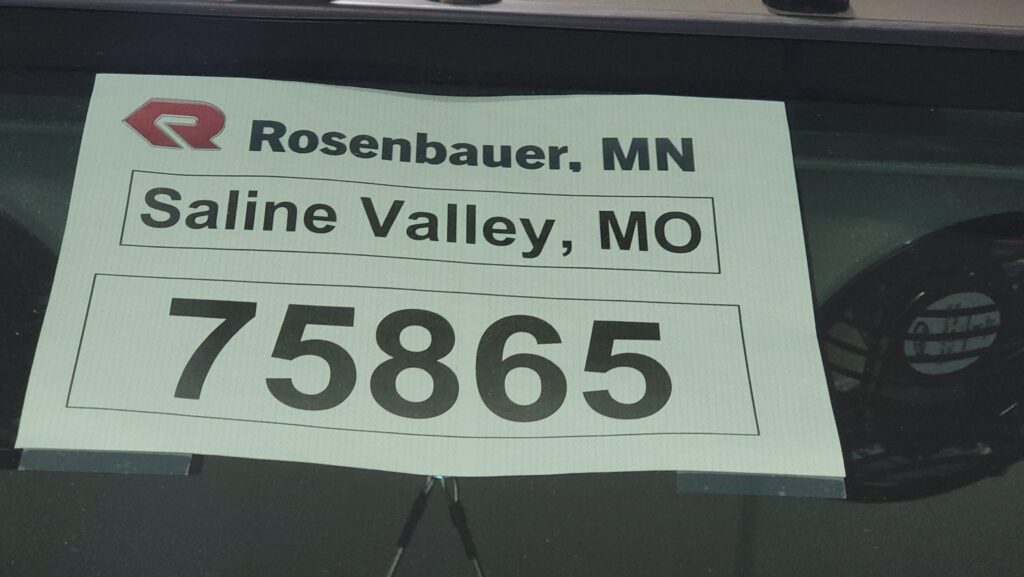 Rosenbauer, MN
Saline Valley, MO
75865